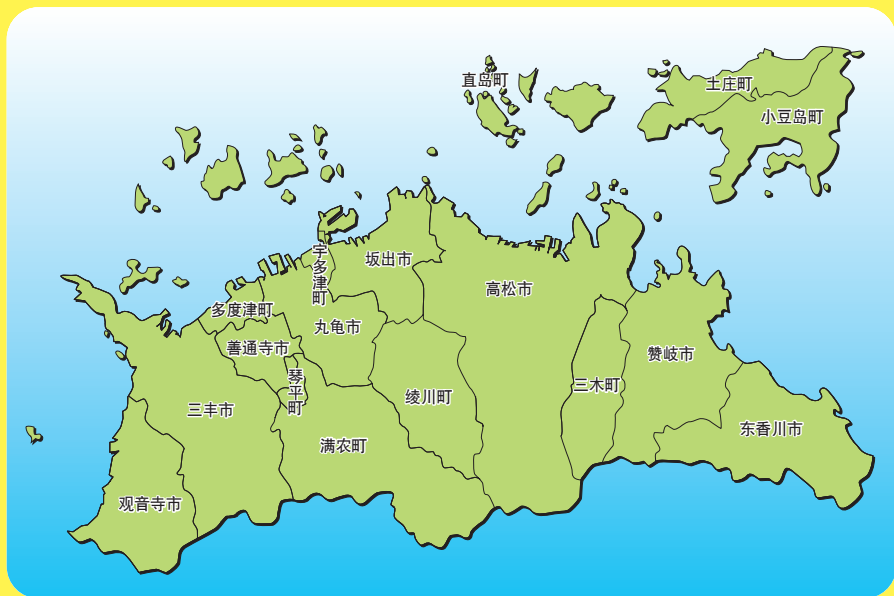 直岛町
土庄町
小豆岛町
宇多津町
坂出市
高松市
多度津町
丸龟市
善通寺市
赞岐市
琴平町
三木町
绫川町
三丰市
东香川市
满农町
观音寺市